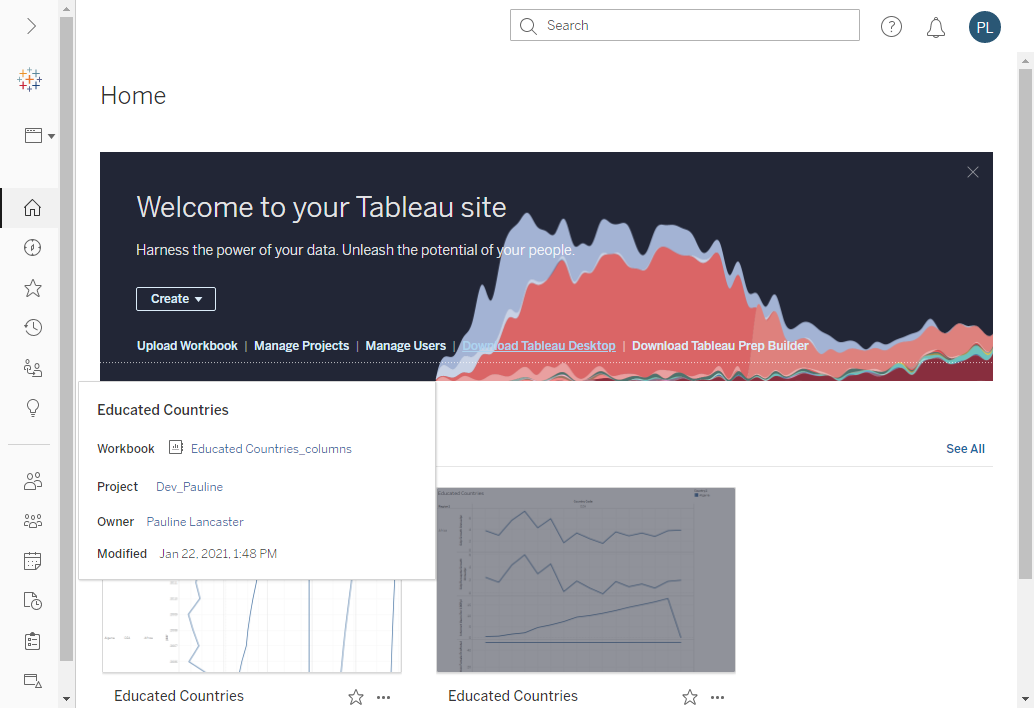 Search
?
PL
Home
Welcome to your Tableau site
Harness the power of your data. Unleash the potential of your people.
Create
Upload Workbook | Manage Projects | Manage Users | Download Tableau Desktop | Download Tableau Prep Builder
Educated Countries
Workbook Educated Countries_columns
See All
Project Dev_Pauline
Owner Pauline Lancaster
Modified Jan 22, 2021, 1:48 PM
Educated Countries
Educated Countries
Educated Countries